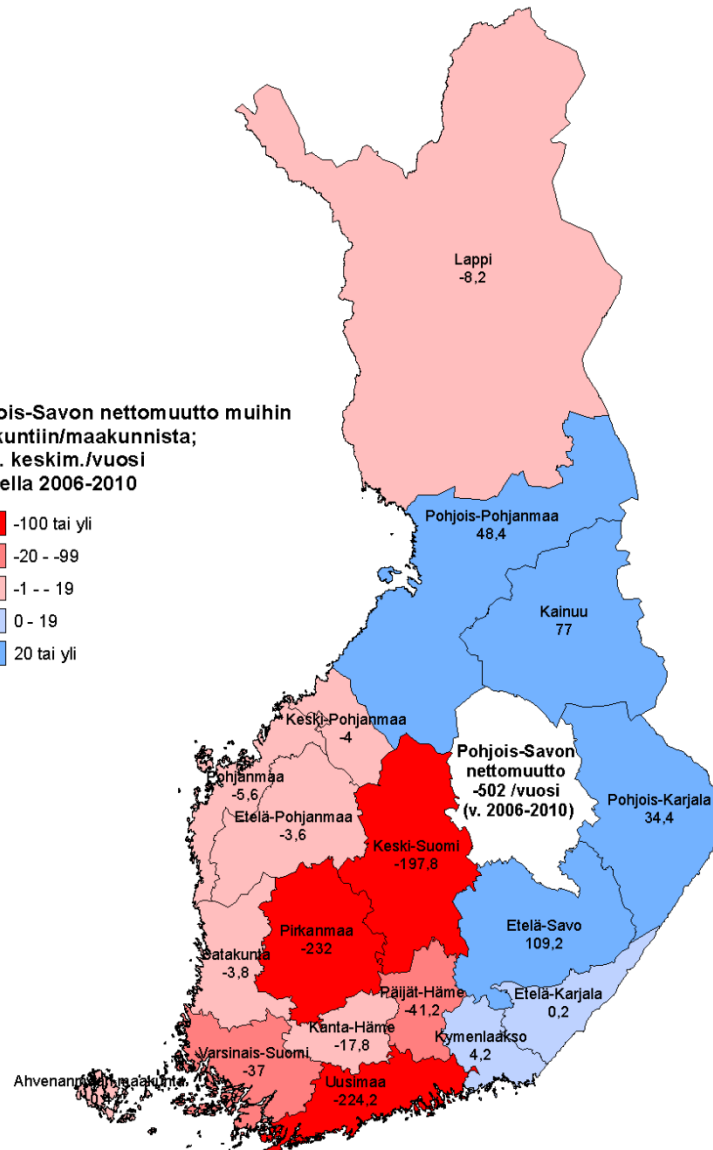 Lappi
-8,2
ois-Savon nettomuutto muihin
kuntiin/maakunnista;
. keskim./vuosi
ella 2006-2010
-100 tai yli
-20 - -99
-1 - - 19
0 - 19
20 tai yli
Pohjois-Pohjanmaa
48,4
Kainuu
77
Keski-Pohjanmaa
-4
Pohjois-Savon
nettomuutto
-502 /vuosi
(v. 2006-2010)
Pohjanmaa
-5,6
Pohjois-Karjala
34,4
Etelä-Pohjanmaa
-3,6
Keski-Suomi
-197,8
Etelä-Savo
109,2
Pirkanmaa
-232
Satakunta
-3,8
Päijät-Häme
-41,2
Etelä-Karjala
0,2
Kanta-Häme
-17,8
Kymenlaakso
4,2
Varsinais-Suomi
-37
Uusimaa
-224,2
Ahvenanmaan maakunta